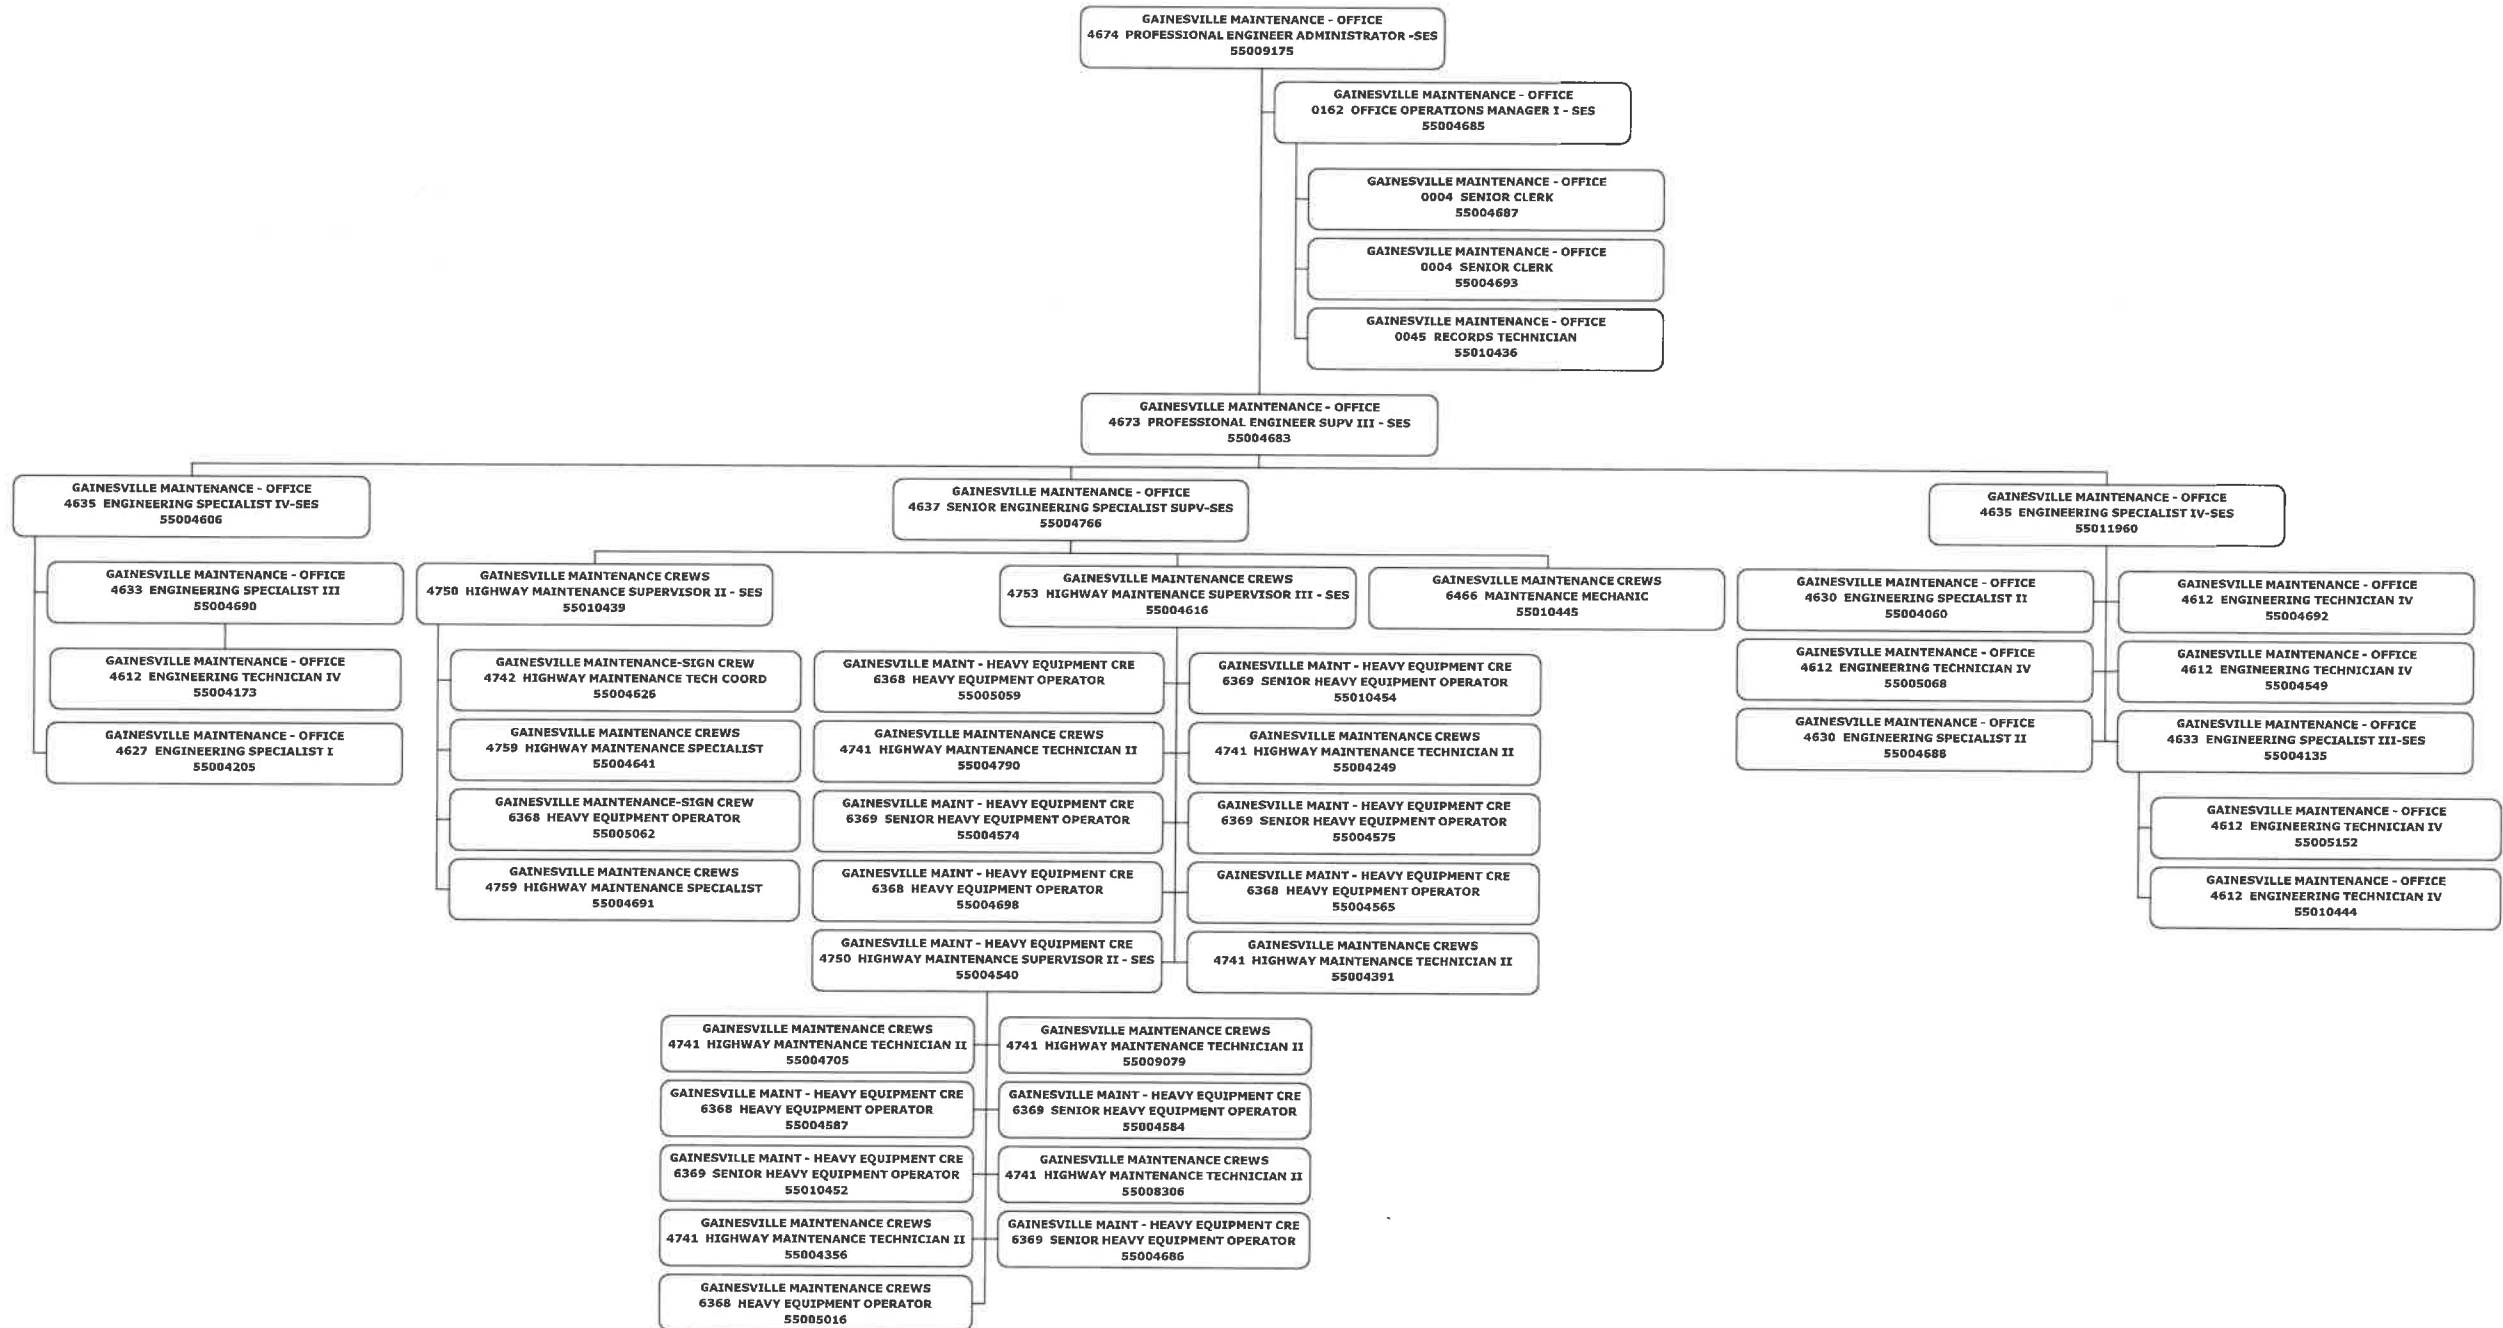 GAINESVILLE MAINTENANCE - OFFICE
4674 PROFESSIONAL ENGINEER ADMINISTRATOR -SES
55009175
GAINESVILLE MAINTENANCE - OFFICE
0162 OFFICE OPERATIONS MANAGER I - SES
55004685
GAINESVILLE MAINTENANCE - OFFICE
0004 SENIOR CLERK
55004687
GAINESVILLE MAINTENANCE - OFFICE
0004 SENIOR CLERK
55004693
GAINESVILLE MAINTENANCE - OFFICE
0045 RECORDS TECHNICIAN
55010436
GAINESVILLE MAINTENANCE - OFFICE
4673 PROFESSIONAL ENGINEER SUPV III - SES
55004683
GAINESVILLE MAINTENANCE - OFFICE
4635 ENGINEERING SPECIALIST IV-SES
55004606
GAINESVILLE MAINTENANCE - OFFICE
4633 ENGINEERING SPECIALIST III
55004690
GAINESVILLE MAINTENANCE - OFFICE
4612 ENGINEERING TECHNICIAN IV
55004173
GAINESVILLE MAINTENANCE - OFFICE
4627 ENGINEERING SPECIALIST I
55004205
GAINESVILLE MAINTENANCE - OFFICE
4637 SENIOR ENGINEERING SPECIALIST SUPV-SES
55004766
GAINESVILLE MAINTENANCE CREWS
4750 HIGHWAY MAINTENANCE SUPERVISOR II - SES
55010439
GAINESVILLE MAINTENANCE-SIGN CREW
4742 HIGHWAY MAINTENANCE TECH COORD
55004626
GAINESVILLE MAINTENANCE CREWS
4759 HIGHWAY MAINTENANCE SPECIALIST
55004641
GAINESVILLE MAINTENANCE-SIGN CREW
6368 HEAVY EQUIPMENT OPERATOR
55005062
GAINESVILLE MAINTENANCE CREWS
4759 HIGHWAY MAINTENANCE SPECIALIST
55004691
GAINESVILLE MAINTENANCE CREWS
4753 HIGHWAY MAINTENANCE SUPERVISOR III - SES
55004616
GAINESVILLE MAINT - HEAVY EQUIPMENT CRE
6368 HEAVY EQUIPMENT OPERATOR
55005059
GAINESVILLE MAINT - HEAVY EQUIPMENT CRE
6369 SENIOR HEAVY EQUIPMENT OPERATOR
55010454
GAINESVILLE MAINTENANCE CREWS
4741 HIGHWAY MAINTENANCE TECHNICIAN II
55004790
GAINESVILLE MAINTENANCE CREWS
4741 HIGHWAY MAINTENANCE TECHNICIAN II
55004249
GAINESVILLE MAINT - HEAVY EQUIPMENT CRE
6369 SENIOR HEAVY EQUIPMENT OPERATOR
55004574
GAINESVILLE MAINT - HEAVY EQUIPMENT CRE
6369 SENIOR HEAVY EQUIPMENT OPERATOR
55004575
GAINESVILLE MAINT - HEAVY EQUIPMENT CRE
6368 HEAVY EQUIPMENT OPERATOR
55004698
GAINESVILLE MAINT - HEAVY EQUIPMENT CRE
6368 HEAVY EQUIPMENT OPERATOR
55004565
GAINESVILLE MAINT - HEAVY EQUIPMENT CRE
4750 HIGHWAY MAINTENANCE SUPERVISOR II - SES
55004540
GAINESVILLE MAINTENANCE CREWS
4741 HIGHWAY MAINTENANCE TECHNICIAN II
55004391
GAINESVILLE MAINTENANCE CREWS
4741 HIGHWAY MAINTENANCE TECHNICIAN II
55004705
GAINESVILLE MAINTENANCE CREWS
4741 HIGHWAY MAINTENANCE TECHNICIAN II
55009079
GAINESVILLE MAINT - HEAVY EQUIPMENT CRE
6368 HEAVY EQUIPMENT OPERATOR
55004587
GAINESVILLE MAINT - HEAVY EQUIPMENT CRE
6369 SENIOR HEAVY EQUIPMENT OPERATOR
55004584
GAINESVILLE MAINT - HEAVY EQUIPMENT CRE
6369 SENIOR HEAVY EQUIPMENT OPERATOR
55010452
GAINESVILLE MAINTENANCE CREWS
4741 HIGHWAY MAINTENANCE TECHNICIAN II
55008306
GAINESVILLE MAINTENANCE CREWS
4741 HIGHWAY MAINTENANCE TECHNICIAN II
55004356
GAINESVILLE MAINT - HEAVY EQUIPMENT CRE
6369 SENIOR HEAVY EQUIPMENT OPERATOR
55004686
GAINESVILLE MAINTENANCE CREWS
6368 HEAVY EQUIPMENT OPERATOR
55005016
GAINESVILLE MAINTENANCE CREWS
6466 MAINTENANCE MECHANIC
55010445
GAINESVILLE MAINTENANCE - OFFICE
4635 ENGINEERING SPECIALIST IV-SES
55011960
GAINESVILLE MAINTENANCE - OFFICE
4630 ENGINEERING SPECIALIST II
55004060
GAINESVILLE MAINTENANCE - OFFICE
4612 ENGINEERING TECHNICIAN IV
55004692
GAINESVILLE MAINTENANCE - OFFICE
4612 ENGINEERING TECHNICIAN IV
55005068
GAINESVILLE MAINTENANCE - OFFICE
4612 ENGINEERING TECHNICIAN IV
55004549
GAINESVILLE MAINTENANCE - OFFICE
4630 ENGINEERING SPECIALIST II
55004688
GAINESVILLE MAINTENANCE - OFFICE
4633 ENGINEERING SPECIALIST III-SES
55004135
GAINESVILLE MAINTENANCE - OFFICE
4612 ENGINEERING TECHNICIAN IV
55005152
GAINESVILLE MAINTENANCE - OFFICE
4612 ENGINEERING TECHNICIAN IV
55010444